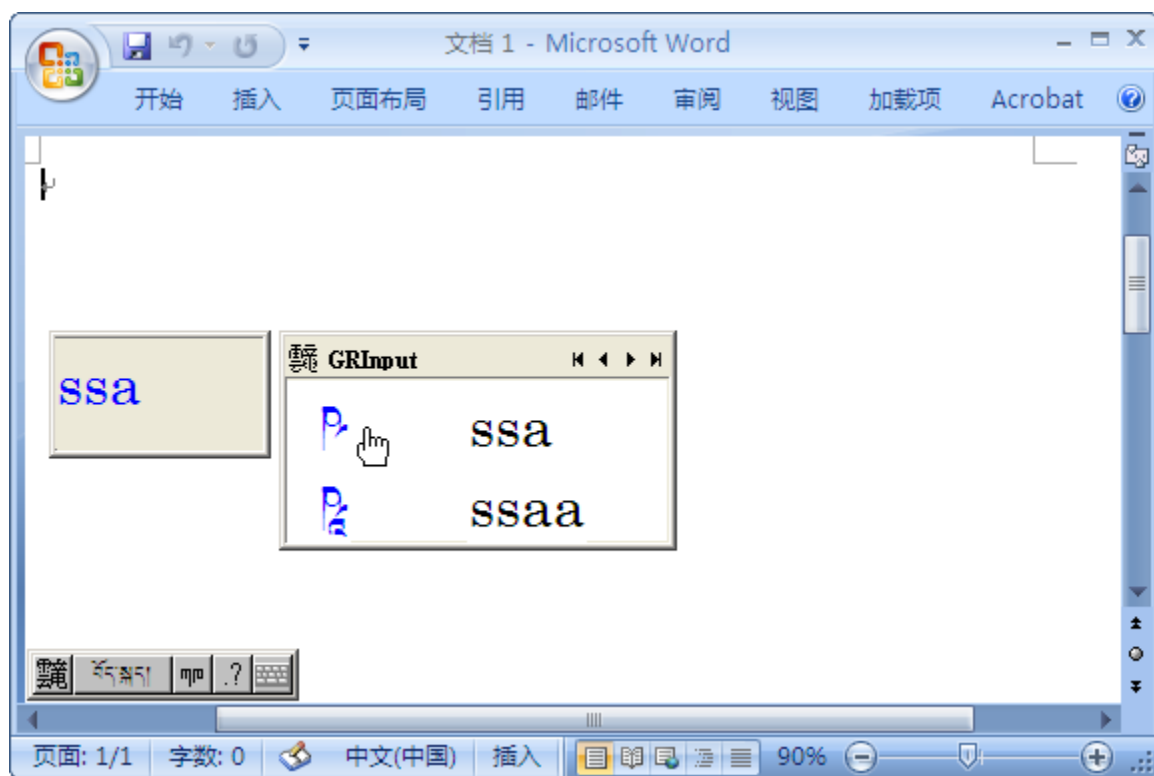 文档 1 - Microsoft Word
开始 插入 页面布局 引用 邮件 审阅 视图 加载项 Acrobat
ssa
GRInput
ssa
ssaa
.?
页面: 1/1 字数: 0 中文(中国) 插入 90%